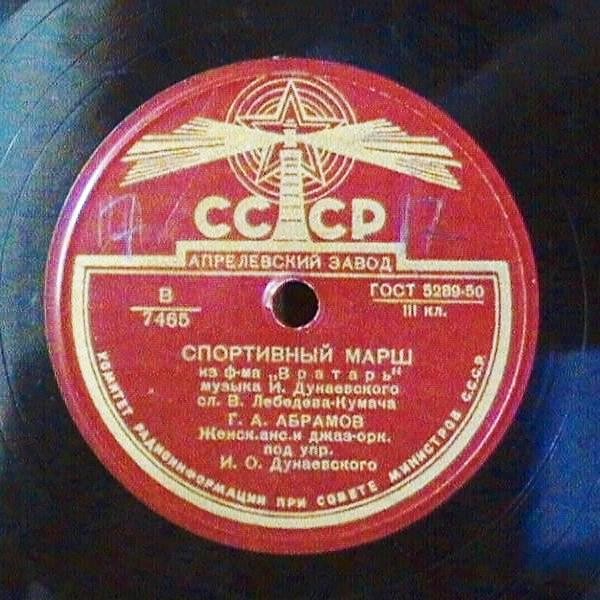 СССР
АПРЕЛЕВСКИЙ ЗАВОД
В
7465
ГОСТ 5289-50
III кл.
СПОРТИВНЫЙ МАРШ
из ф-ма „Вратарь"
музыка И. Дунаевского
сл. В. Лебедева-Кумача
Г. А. АБРАМОВ
Женск.анс.и джаз-орк.
под упр.
И. О. Дунаевского
КОМИТЕТ РАДИОИНФОРМАЦИИ ПРИ СОВЕТЕ МИНИСТРОВ С.С.С.Р.